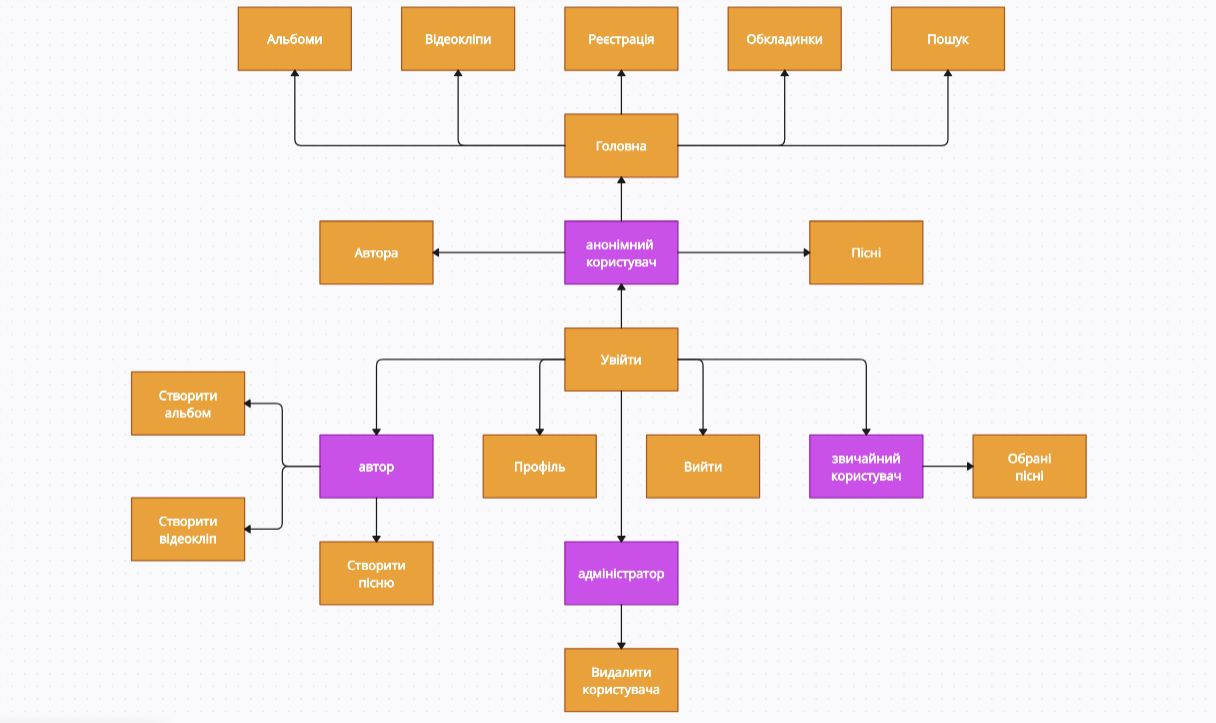 Альбоми
Відеокліпи
Реєстрація
Обкладинки
Пошук
Головна
Автора
анонімний
користувач
Пісні
Увійти
Створити
альбом
автор
Профіль
Вийти
звичайний
користувач
Обрані
пісні
Створити
відеокліп
Створити
пісню
адміністратор
Видалити
користувача